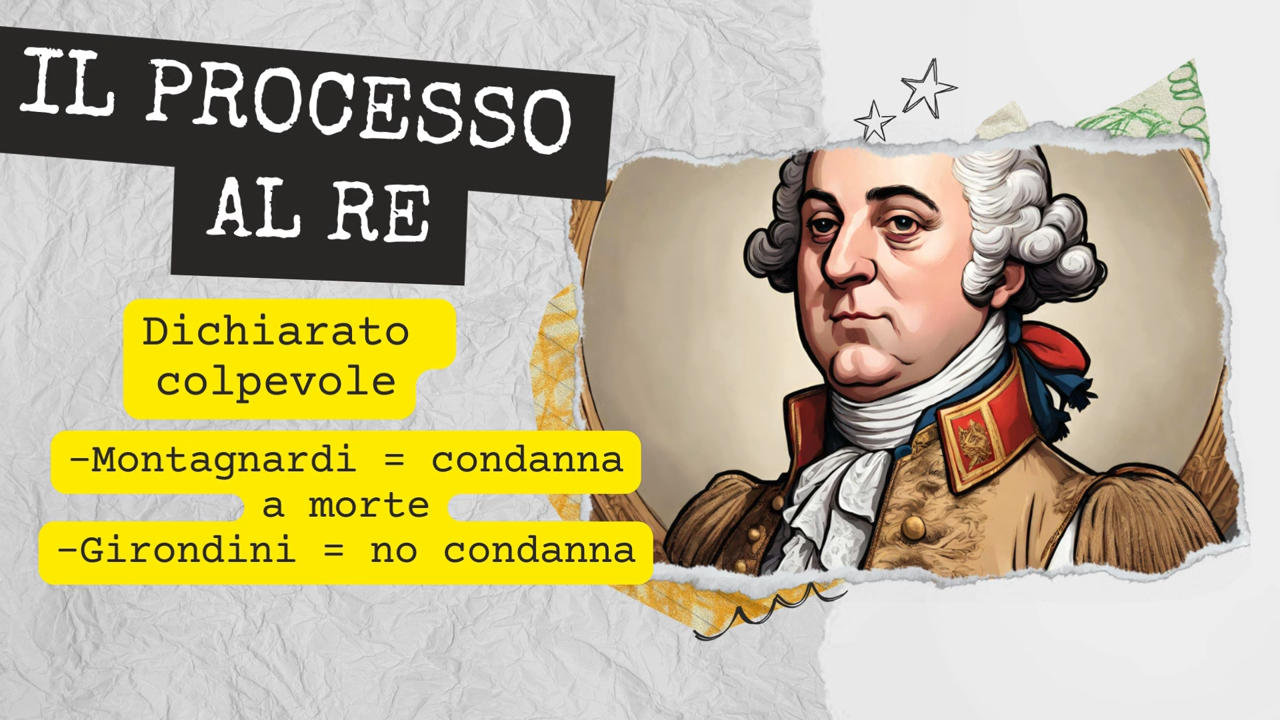 IL PROCESSO
AL RE
Dichiarato
colpevole
-Montagnardi = condanna
a morte
-Girondini = no condanna